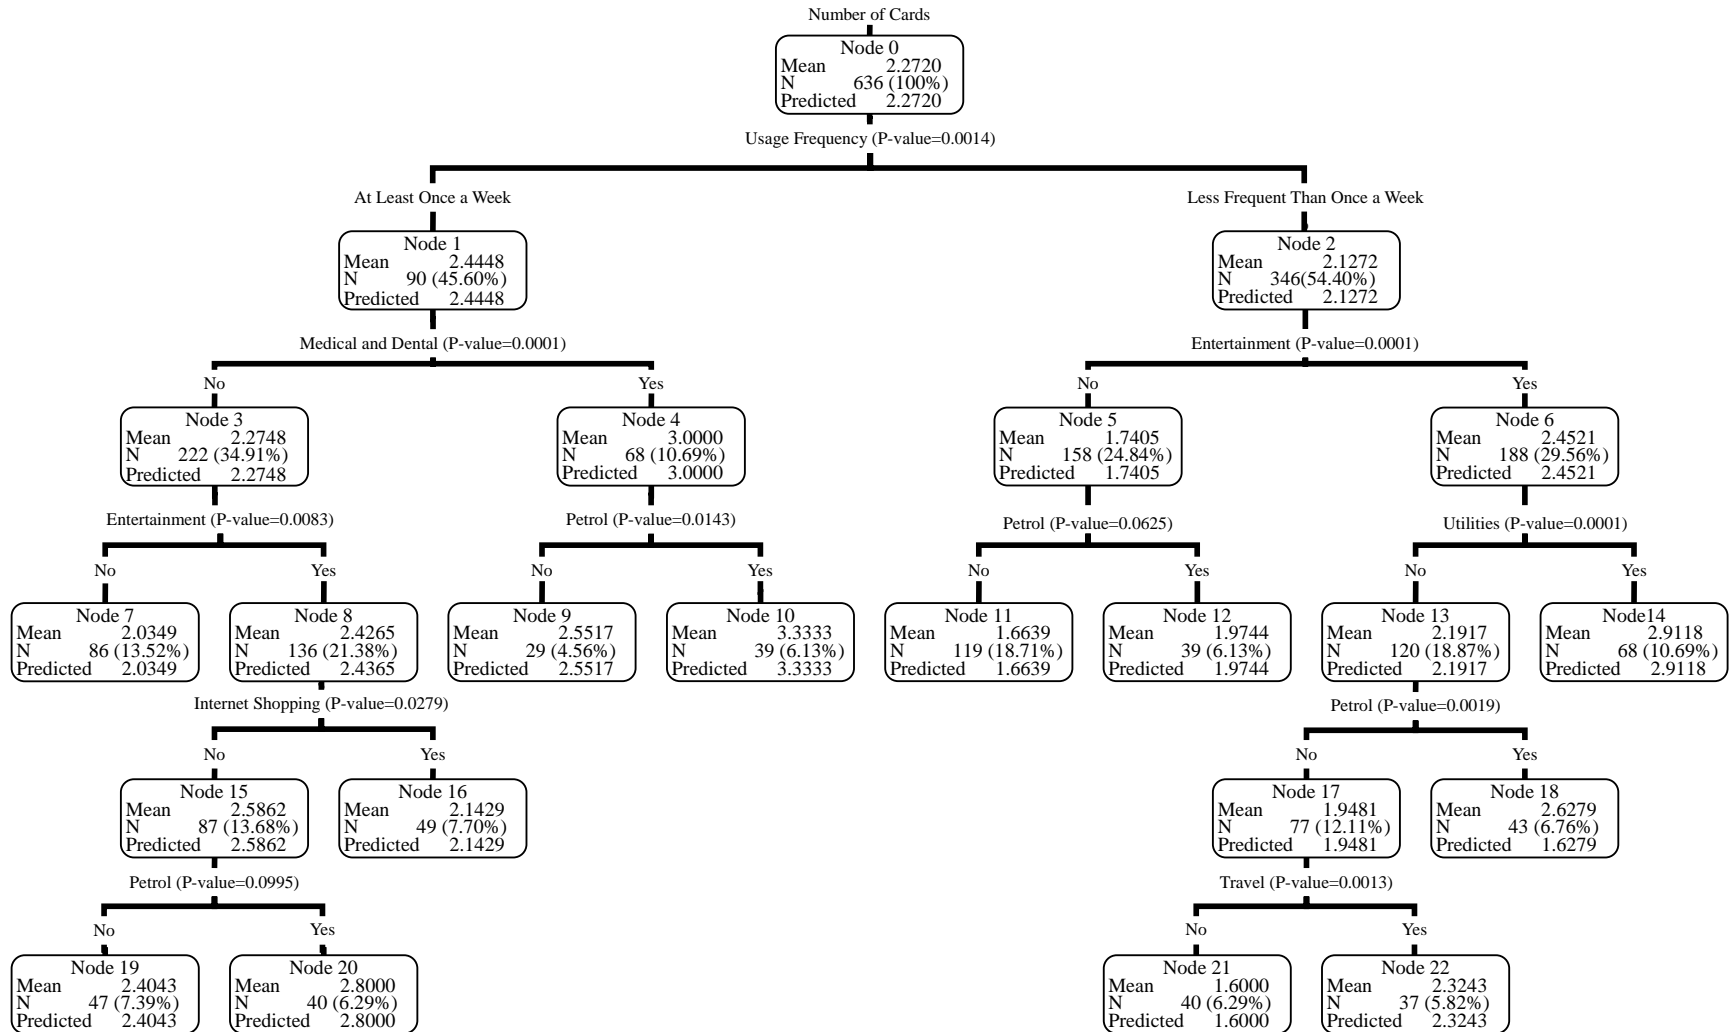 Number of Cards
Node 0
Mean 2.2720
N 636 (100%)
Predicted 2.2720
Usage Frequency (P-value=0.0014)
At Least Once a Week
Less Frequent Than Once a Week
Node 1
Mean 2.4448
N 90 (45.60%)
Predicted 2.4448
Node 2
Mean 2.1272
N 346(54.40%)
Predicted 2.1272
Medical and Dental (P-value=0.0001)
Entertainment (P-value=0.0001)
No
Yes
No
Yes
Node 3
Mean 2.2748
N 222 (34.91%)
Predicted 2.2748
Node 4
Mean 3.0000
N 68 (10.69%)
Predicted 3.0000
Node 5
Mean 1.7405
N 158 (24.84%)
Predicted 1.7405
Node 6
Mean 2.4521
N 188 (29.56%)
Predicted 2.4521
Entertainment (P-value=0.0083)
Petrol (P-value=0.0143)
Petrol (P-value=0.0625)
Utilities (P-value=0.0001)
No
Yes
No
Yes
No
Yes
No
Yes
Node 7
Mean 2.0349
N 86 (13.52%)
Predicted 2.0349
Node 8
Mean 2.4265
N 136 (21.38%)
Predicted 2.4365
Node 9
Mean 2.5517
N 29 (4.56%)
Predicted 2.5517
Node 10
Mean 3.3333
N 39 (6.13%)
Predicted 3.3333
Node 11
Mean 1.6639
N 119 (18.71%)
Predicted 1.6639
Node 12
Mean 1.9744
N 39 (6.13%)
Predicted 1.9744
Node 13
Mean 2.1917
N 120 (18.87%)
Predicted 2.1917
Node14
Mean 2.9118
N 68 (10.69%)
Predicted 2.9118
Internet Shopping (P-value=0.0279)
Petrol (P-value=0.0019)
No
Yes
No
Yes
Node 15
Mean 2.5862
N 87 (13.68%)
Predicted 2.5862
Node 16
Mean 2.1429
N 49 (7.70%)
Predicted 2.1429
Node 17
Mean 1.9481
N 77 (12.11%)
Predicted 1.9481
Node 18
Mean 2.6279
N 43 (6.76%)
Predicted 1.6279
Petrol (P-value=0.0995)
Travel (P-value=0.0013)
No
Yes
No
Yes
Node 19
Mean 2.4043
N 47 (7.39%)
Predicted 2.4043
Node 20
Mean 2.8000
N 40 (6.29%)
Predicted 2.8000
Node 21
Mean 1.6000
N 40 (6.29%)
Predicted 1.6000
Node 22
Mean 2.3243
N 37 (5.82%)
Predicted 2.3243